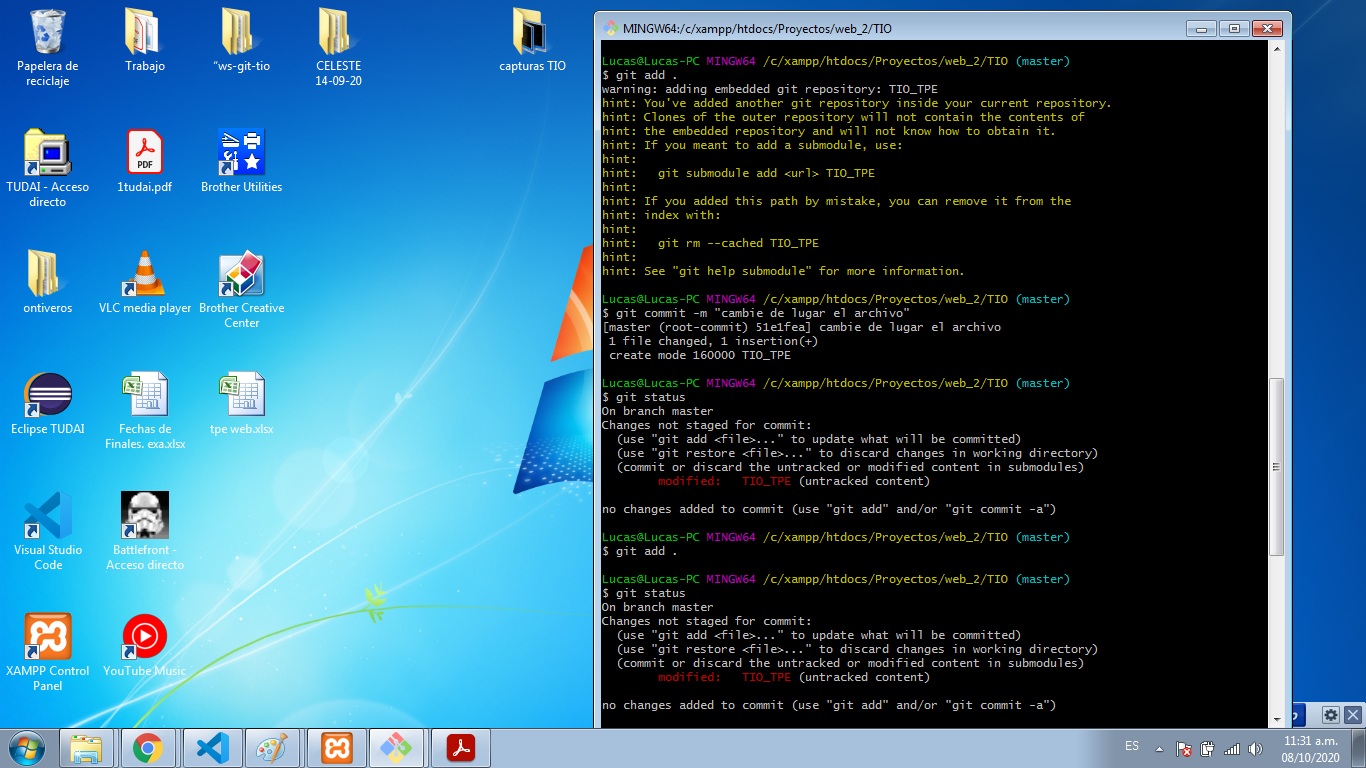 Papelera de
reciclaje
Trabajo
"ws-git-tio
CELESTE
14-09-20
capturas TIO
TUDAI - Acceso
directo
PDF
1tudai.pdf
Brother Utilities
ontiveros
VLC media player
Brother Creative
Center
Eclipse TUDAI
Fechas de
Finales. exa.xlsx
tpe web.xlsx
Visual Studio
Code
Battlefront -
Acceso directo
XAMPP Control
Panel
YouTube Music
MINGW64:/c/xampp/htdocs/Proyectos/web_2/TIO
Lucas@Lucas-PC MINGW64 /c/xampp/htdocs/Proyectos/web_2/TIO (master)
$ git add .
warning: adding embedded git repository: TIO_TPE
hint: You've added another git repository inside your current repository.
hint: Clones of the outer repository will not contain the contents of
hint: the embedded repository and will not know how to obtain it.
hint: If you meant to add a submodule, use:
hint:
hint:   git submodule add <url> TIO_TPE
hint:
hint: If you added this path by mistake, you can remove it from the
hint: index with:
hint:
hint:   git rm --cached TIO_TPE
hint:
hint: See "git help submodule" for more information.
Lucas@Lucas-PC MINGW64 /c/xampp/htdocs/Proyectos/web_2/TIO (master)
$ git commit -m "cambie de lugar el archivo"
[master (root-commit) 51e1fea] cambie de lugar el archivo
1 file changed, 1 insertion(+)
create mode 160000 TIO_TPE
Lucas@Lucas-PC MINGW64 /c/xampp/htdocs/Proyectos/web_2/TIO (master)
$ git status
On branch master
Changes not staged for commit:
(use "git add <file>..." to update what will be committed)
(use "git restore <file>..." to discard changes in working directory)
(commit or discard the untracked or modified content in submodules)
modified:   TIO_TPE (untracked content)
no changes added to commit (use "git add" and/or "git commit -a")
Lucas@Lucas-PC MINGW64 /c/xampp/htdocs/Proyectos/web_2/TIO (master)
$ git add .
Lucas@Lucas-PC MINGW64 /c/xampp/htdocs/Proyectos/web_2/TIO (master)
$ git status
On branch master
Changes not staged for commit:
(use "git add <file>..." to update what will be committed)
(use "git restore <file>..." to discard changes in working directory)
(commit or discard the untracked or modified content in submodules)
modified:   TIO_TPE (untracked content)
no changes added to commit (use "git add" and/or "git commit -a")
ES
11:31 a.m.
08/10/2020